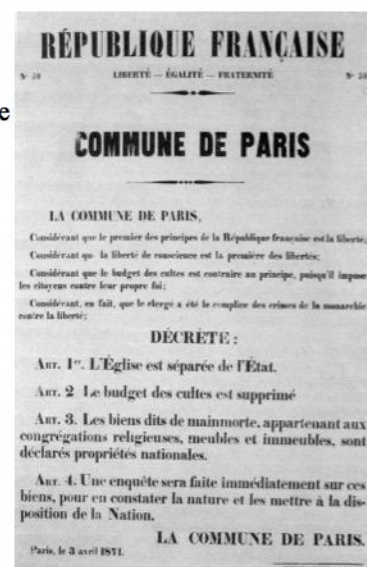 e
RÉPUBLIQUE FRANÇAISE
N° 50 LIBERTÉ — ÉGALITÉ — FRATERNITÉ N° 50
COMMUNE DE PARIS
LA COMMUNE DE PARIS,
Considérant que le premier des principes de la République française est la liberté;
Considérant que la liberté de conscience est la première des libertés;
Considérant que le budget des cultes est contraire au principe, puisqu'il impose
les citoyens contre leur propre foi;
Considérant, en fait, que le clergé a été le complice des crimes de la monarchie
contre la liberté;
DÉCRÈTE :
ART. 1er. L'Église est séparée de l'État.
ART. 2 Le budget des cultes est supprimé
ART. 3. Les biens dits de mainmorte, appartenant aux
congrégations religieuses, meubles et immeubles, sont
déclarés propriétés nationales.
ART. 4. Une enquête sera faite immédiatement sur ces
biens, pour en constater la nature et les mettre à la dis-
position de la Nation.
LA COMMUNE DE PARIS.
Paris, le 3 avril 1871.